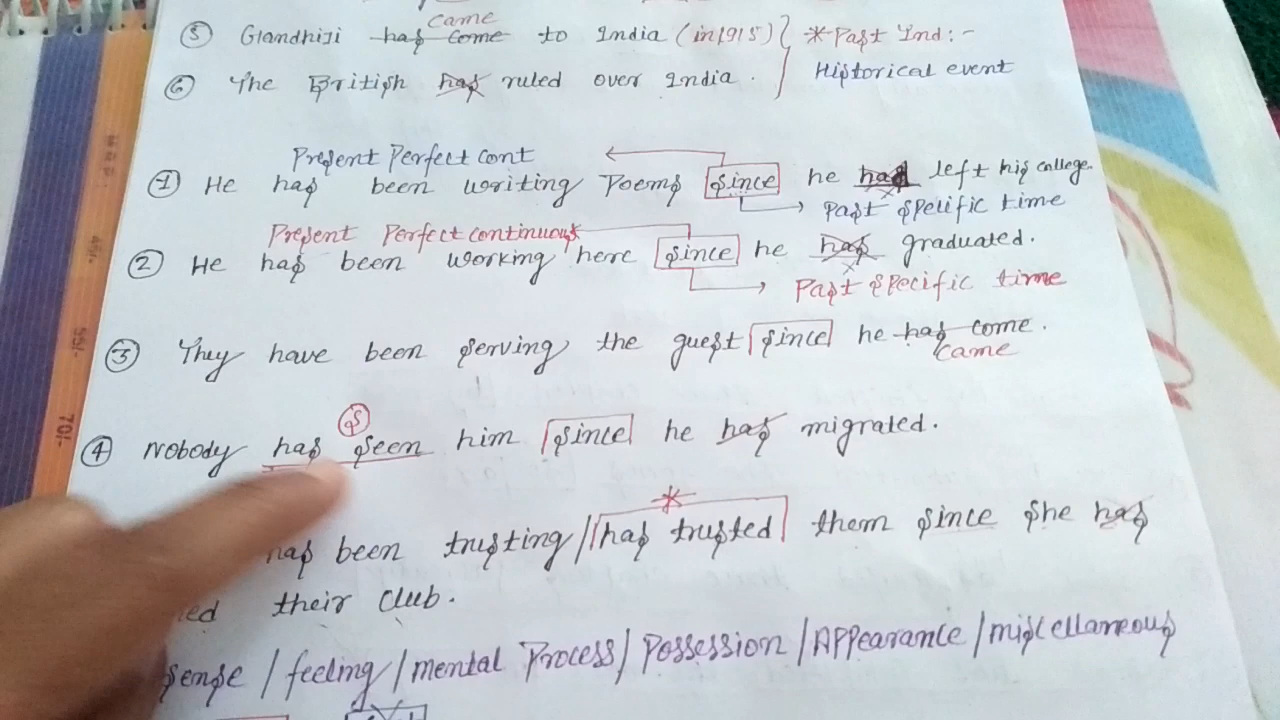 Came
⑤ Gandhiji has come to India (in 1915) } * Past Ind:-
⑥ The British has ruled over India. Historical event
Present Perfect cont
① He has been writing Poems since he had left his college.
Past specific time
Present Perfect continuous
② He has been working here since he has graduated.
Past specific time
③ They have been serving the guest since he has come.
came
S
④ Nobody has seen him since he has migrated.
*
has been trusting / has trusted them since she has
their club.
sense / feeling / mental Process / Possession / Appearance / miscellaneous
70/-
55/-
45/-